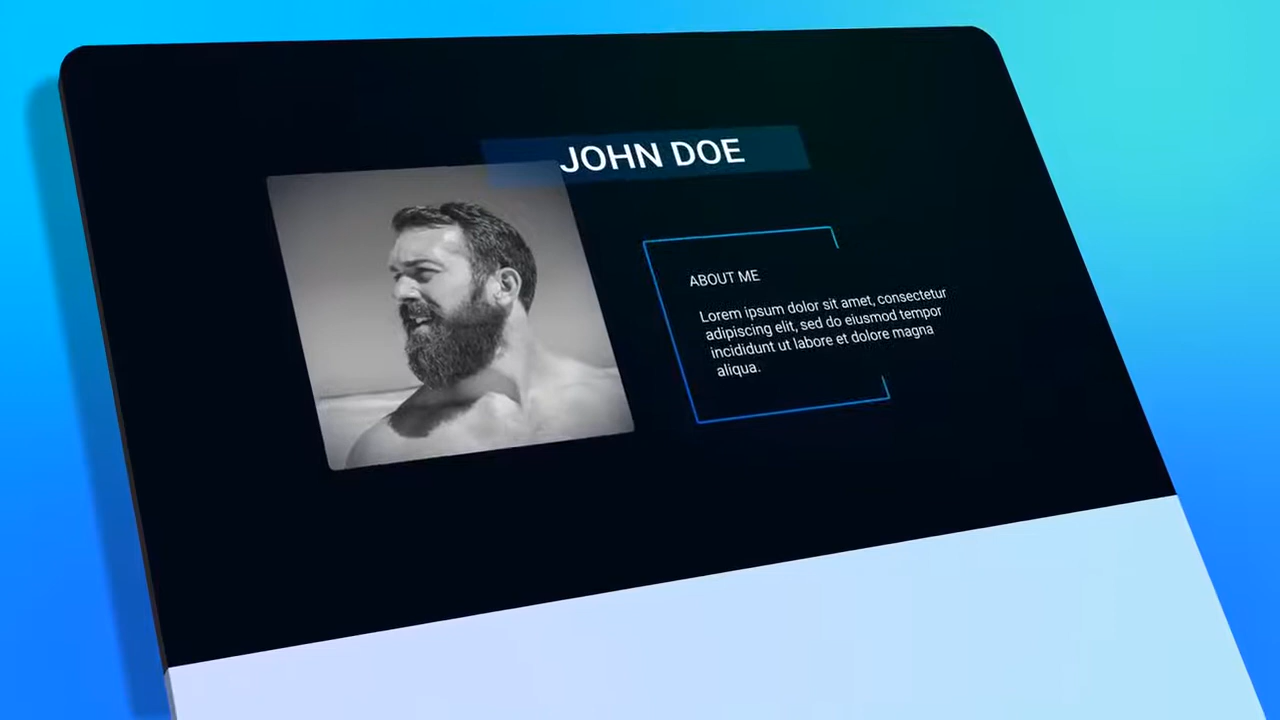 JOHN DOE
ABOUT ME
Lorem ipsum dolor sit amet, consectetur
adipiscing elit, sed do eiusmod tempor
incididunt ut labore et dolore magna
aliqua.